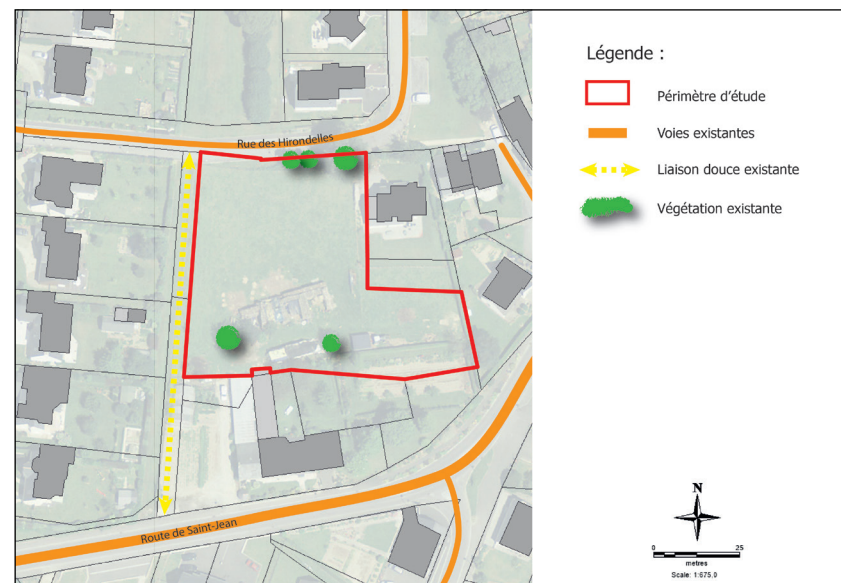 Légende :
Périmètre d'étude
Voies existantes
Liaison douce existante
Végétation existante
Rue des Hirondelles
Route de Saint-Jean
N
0 25
metres
Scale: 1:675,0